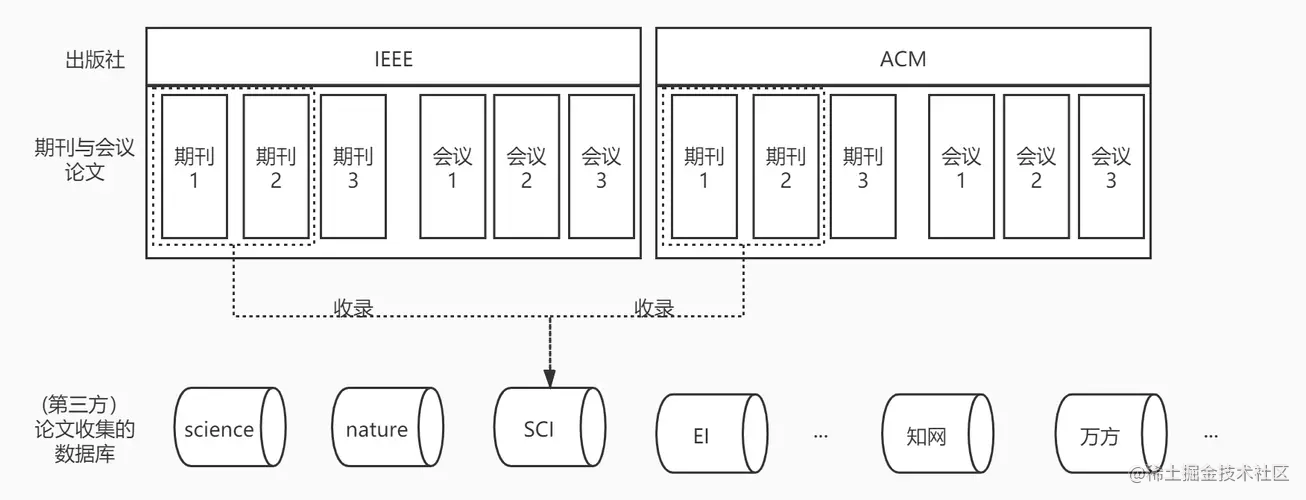 出版社
IEEE
ACM
期刊与会议
论文
期刊
1
期刊
2
期刊
3
会议
1
会议
2
会议
3
期刊
1
期刊
2
期刊
3
会议
1
会议
2
会议
3
收录
收录
(第三方）
论文收集的
数据库
science
nature
SCI
EI
...
知网
万方
...
@稀土掘金技术社区